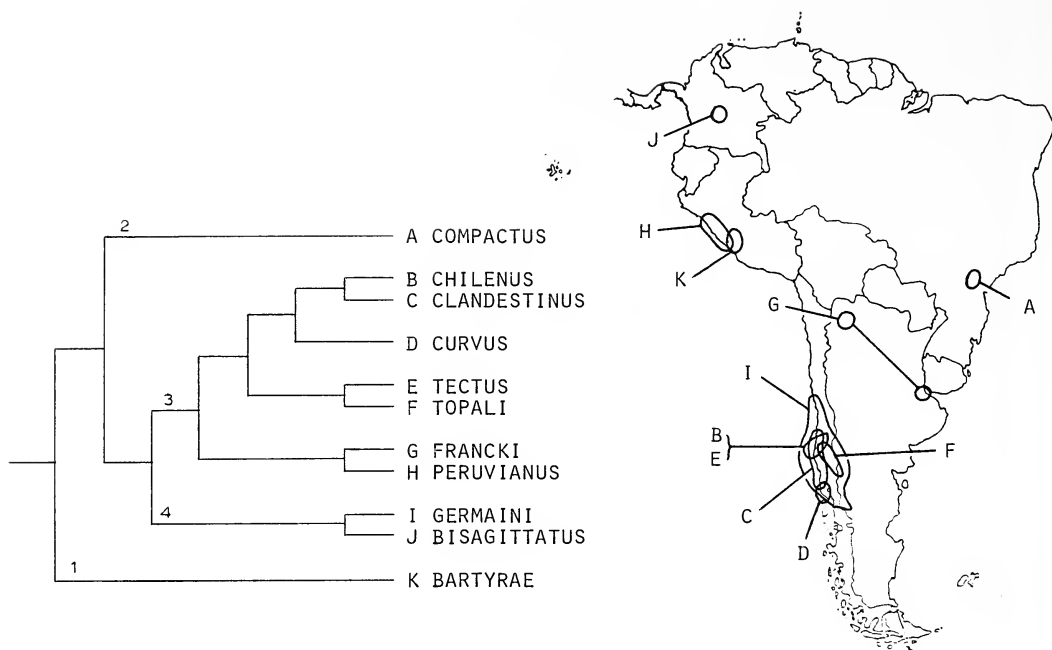 2
A COMPACTUS
B CHILENUS
C CLANDESTINUS
D CURVUS
3
E TECTUS
F TOPALI
G FRANCKI
H PERUVIANUS
4
I GERMAINI
J BISAGITTATUS
1
K BARTYRAE
J
H
K
G
A
I
B
E
F
C
D